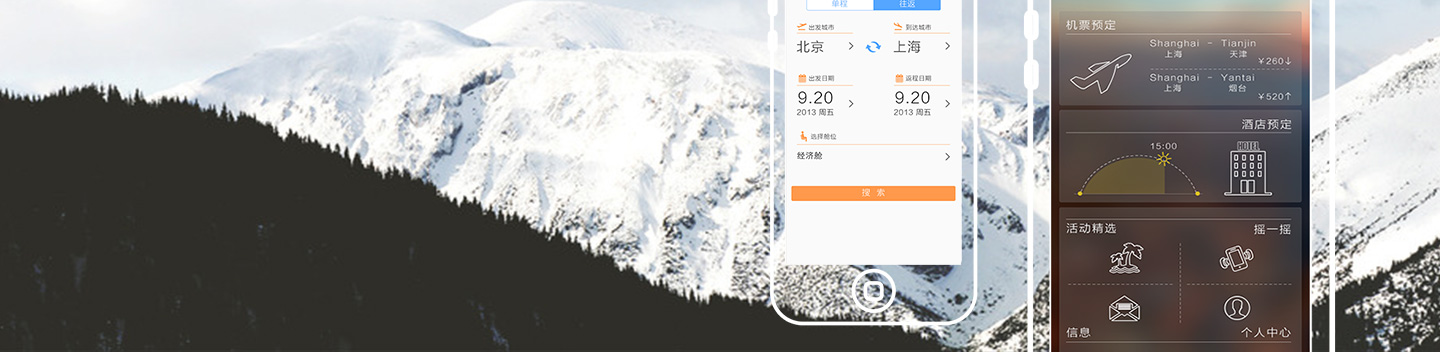 单程 往返
出发城市 到达城市
北京 上海
出发日期 返程日期
9.20 9.20
2013 周五 2013 周五
选择舱位
经济舱
搜索
机票预定
Shanghai - Tianjin
上海 天津
¥260↓
Shanghai - Yantai
上海 烟台
¥520↑
酒店预定
15:00
HOTEL
活动精选 摇一摇
信息 个人中心